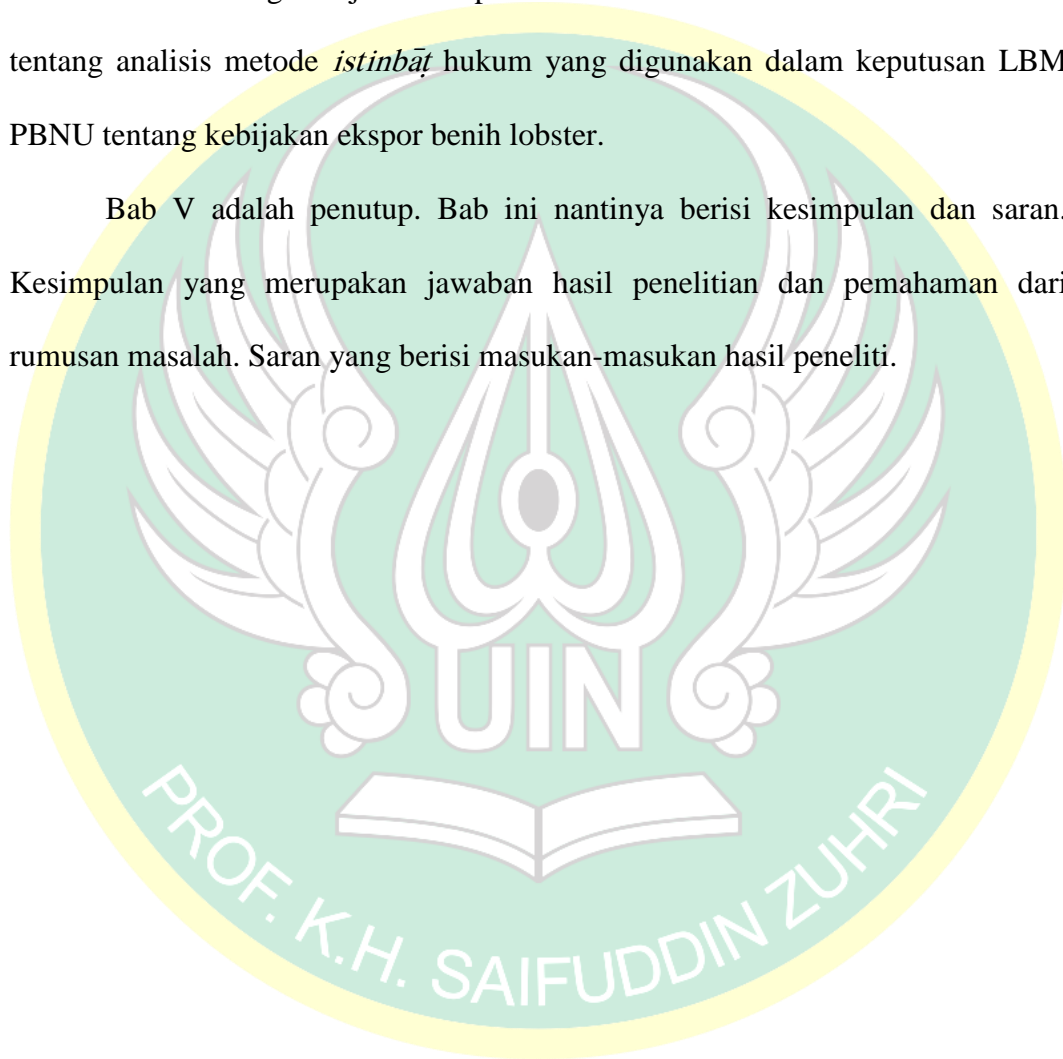 tentang analisis metode istinbāṭ hukum yang digunakan dalam keputusan LBM
PBNU tentang kebijakan ekspor benih lobster.
Bab V adalah penutup. Bab ini nantinya berisi kesimpulan dan saran.
Kesimpulan yang merupakan jawaban hasil penelitian dan pemahaman dari
rumusan masalah. Saran yang berisi masukan-masukan hasil peneliti.
UIN
PROF. K.H. SAIFUDDIN ZUHRI